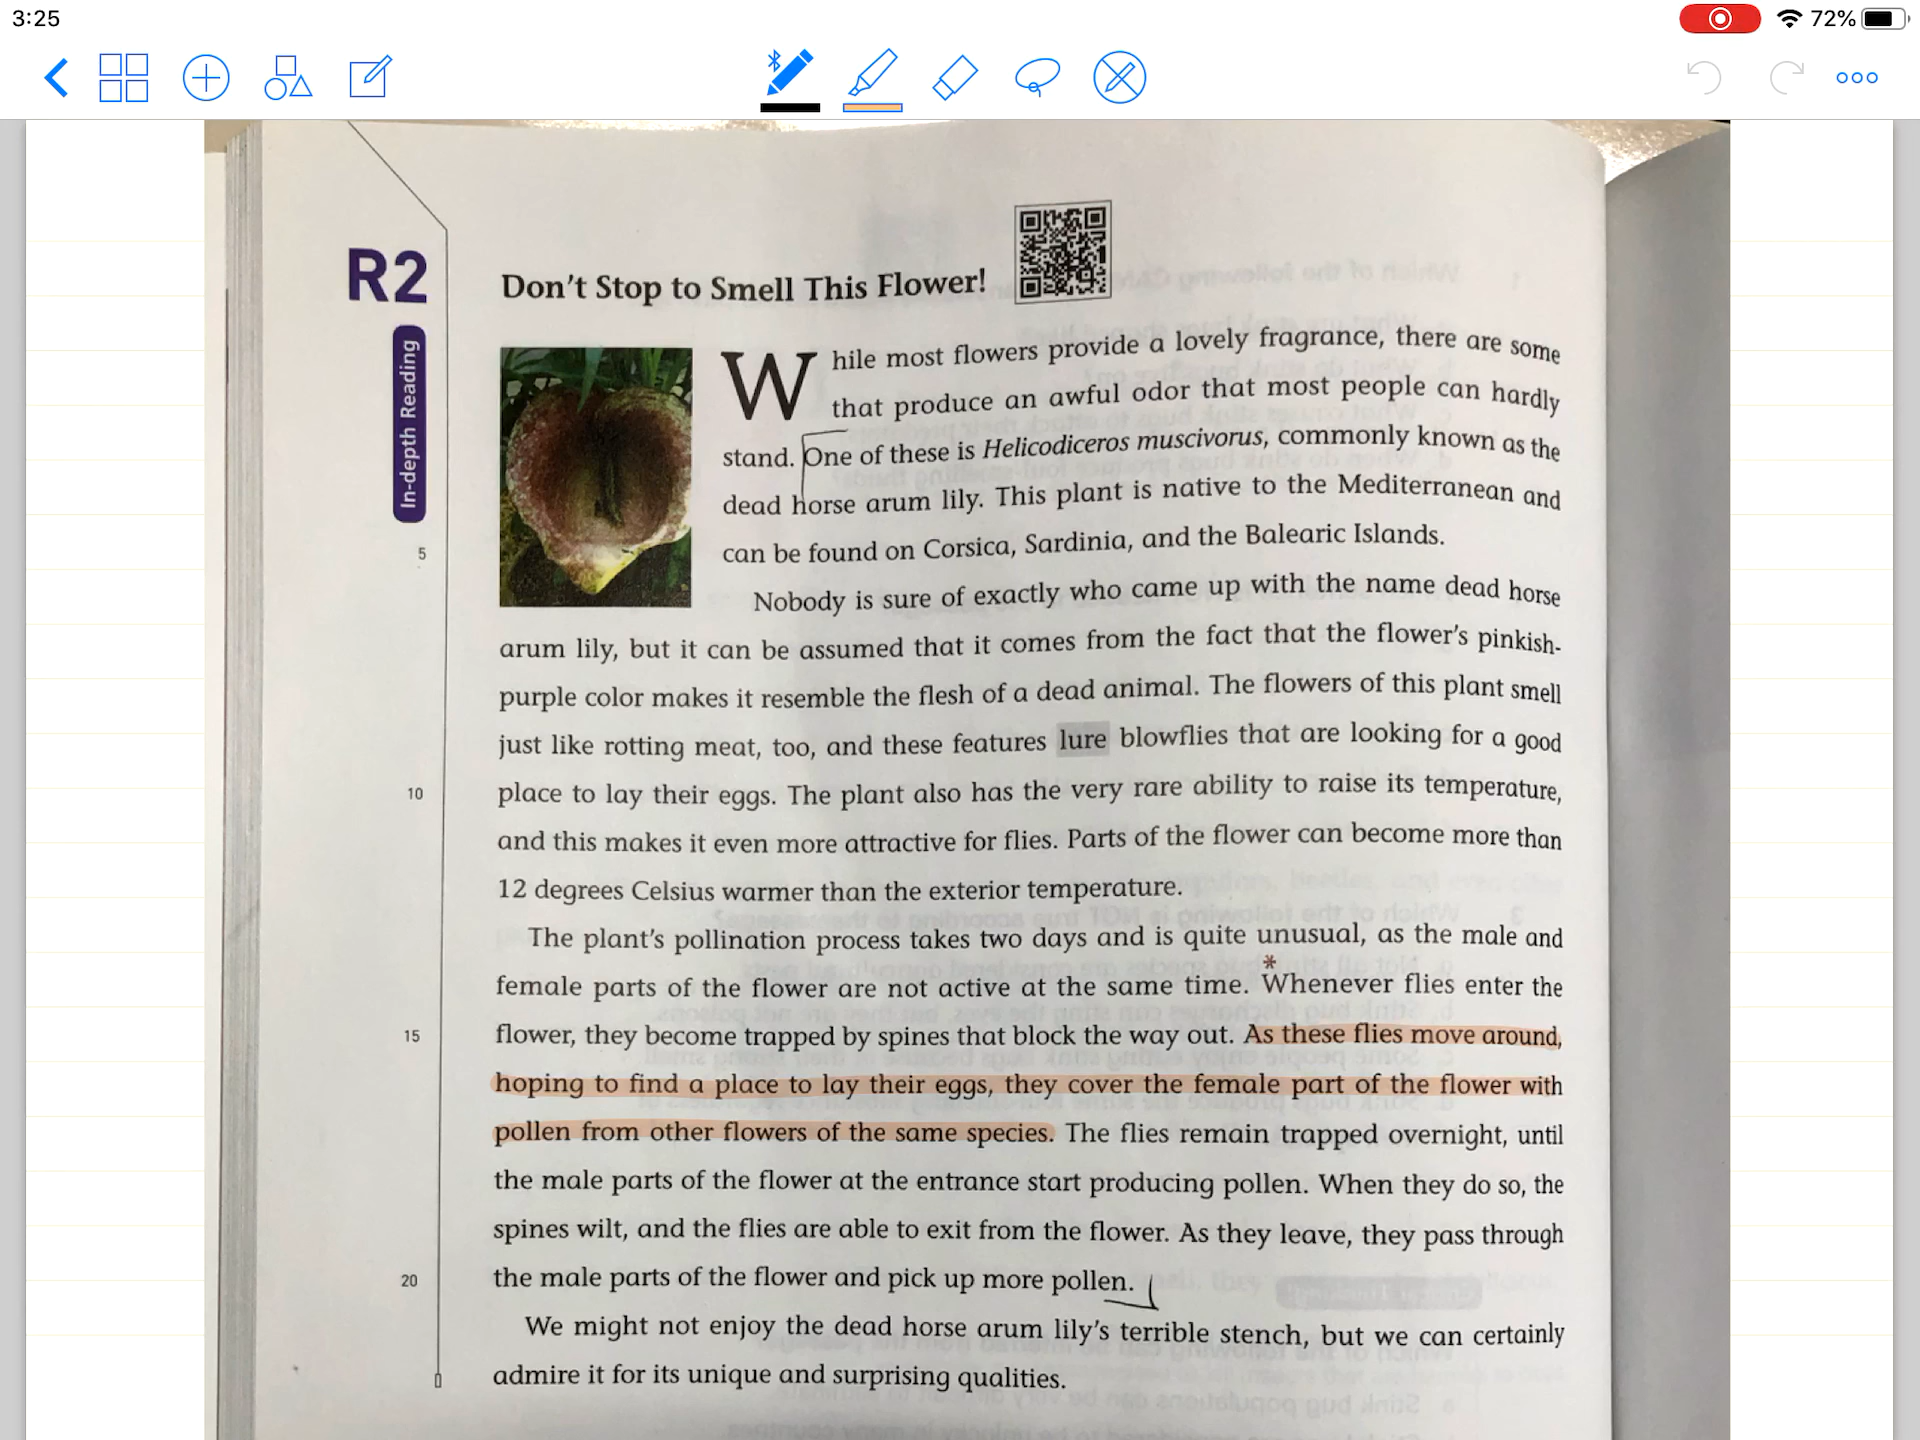 3:25
72%
R2
Don't Stop to Smell This Flower!
In-depth Reading
While most flowers provide a lovely fragrance, there are some
that produce an awful odor that most people can hardly
stand. One of these is Helicodiceros muscivorus, commonly known as the
dead horse arum lily. This plant is native to the Mediterranean and
5
can be found on Corsica, Sardinia, and the Balearic Islands.
Nobody is sure of exactly who came up with the name dead horse
arum lily, but it can be assumed that it comes from the fact that the flower's pinkish-
purple color makes it resemble the flesh of a dead animal. The flowers of this plant smell
just like rotting meat, too, and these features lure blowflies that are looking for a good
10
place to lay their eggs. The plant also has the very rare ability to raise its temperature,
and this makes it even more attractive for flies. Parts of the flower can become more than
12 degrees Celsius warmer than the exterior temperature.
The plant's pollination process takes two days and is quite unusual, as the male and
*
female parts of the flower are not active at the same time. Whenever flies enter the
15
flower, they become trapped by spines that block the way out. As these flies move around,
hoping to find a place to lay their eggs, they cover the female part of the flower with
pollen from other flowers of the same species. The flies remain trapped overnight, until
the male parts of the flower at the entrance start producing pollen. When they do so, the
spines wilt, and the flies are able to exit from the flower. As they leave, they pass through
20
the male parts of the flower and pick up more pollen.
We might not enjoy the dead horse arum lily's terrible stench, but we can certainly
admire it for its unique and surprising qualities.